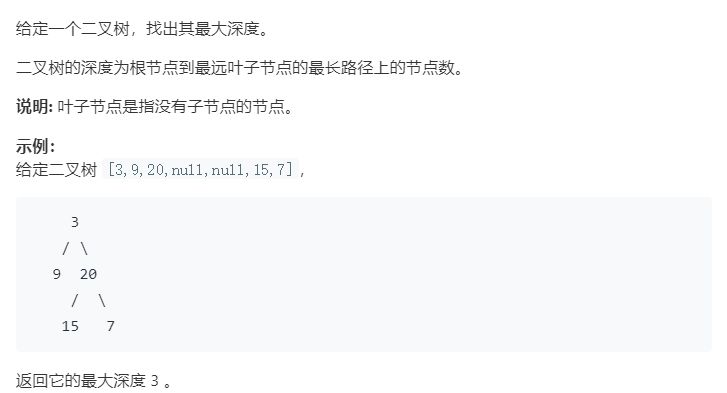 给定一个二叉树，找出其最大深度。
二叉树的深度为根节点到最远叶子节点的最长路径上的节点数。
说明: 叶子节点是指没有子节点的节点。
示例：
给定二叉树 [3,9,20,null,null,15,7]，
3
/ \
9 20
/ \
15 7
返回它的最大深度 3 。